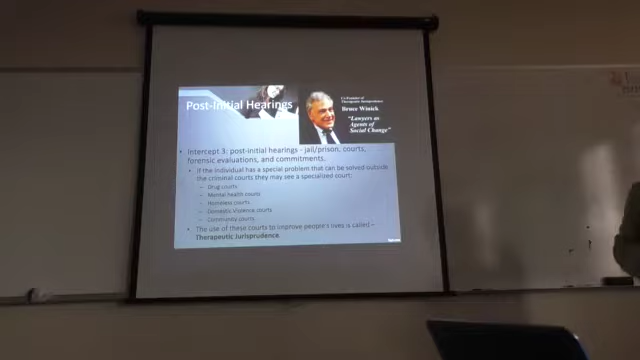 Post-Initial Hearings
Co-Founder of
Therapeutic Jurisprudence
Bruce Winick
"Lawyers as
Agents of
Social Change"
• Intercept 3: post-initial hearings - jail/prison, courts,
forensic evaluations, and commitments.
• If the individual has a special problem that can be solved outside
the criminal courts they may see a specialized court:
– Drug courts
– Mental health courts
– Homeless courts
– Domestic Violence courts
– Community courts
• The use of these courts to improve people's lives is called –
Therapeutic Jurisprudence.